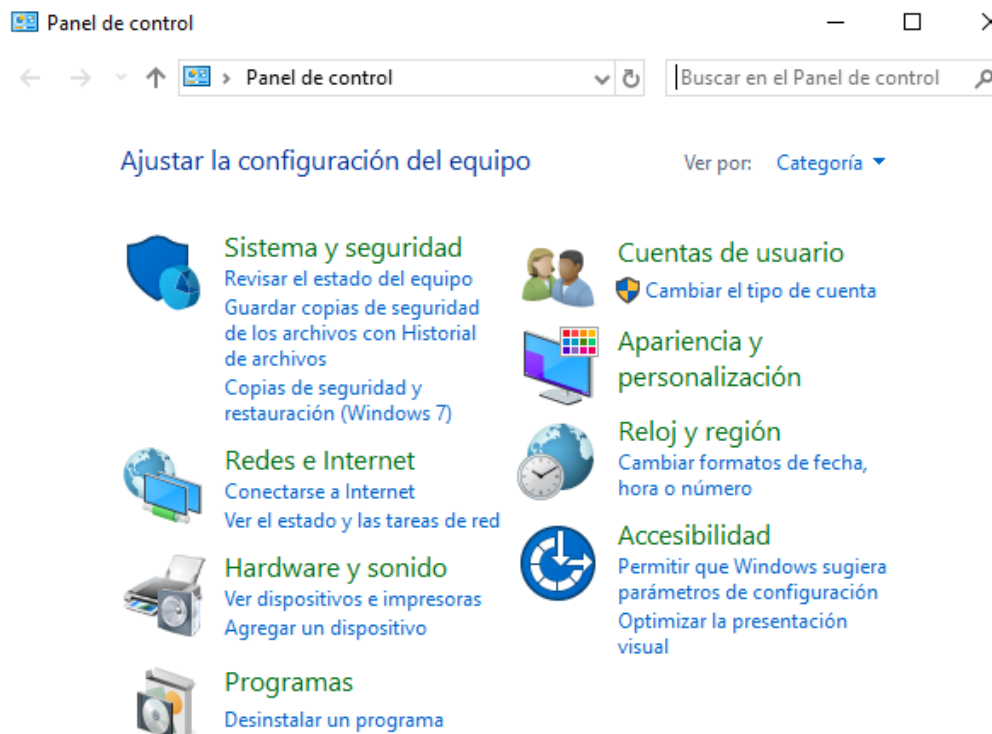 Panel de control
Panel de control
Buscar en el Panel de control
Ajustar la configuración del equipo
Ver por: Categoría
Sistema y seguridad
Revisar el estado del equipo
Guardar copias de seguridad
de los archivos con Historial
de archivos
Copias de seguridad y
restauración (Windows 7)
Redes e Internet
Conectarse a Internet
Ver el estado y las tareas de red
Hardware y sonido
Ver dispositivos e impresoras
Agregar un dispositivo
Programas
Desinstalar un programa
Cuentas de usuario
Cambiar el tipo de cuenta
Apariencia y
personalización
Reloj y región
Cambiar formatos de fecha,
hora o número
Accesibilidad
Permitir que Windows sugiera
parámetros de configuración
Optimizar la presentación
visual